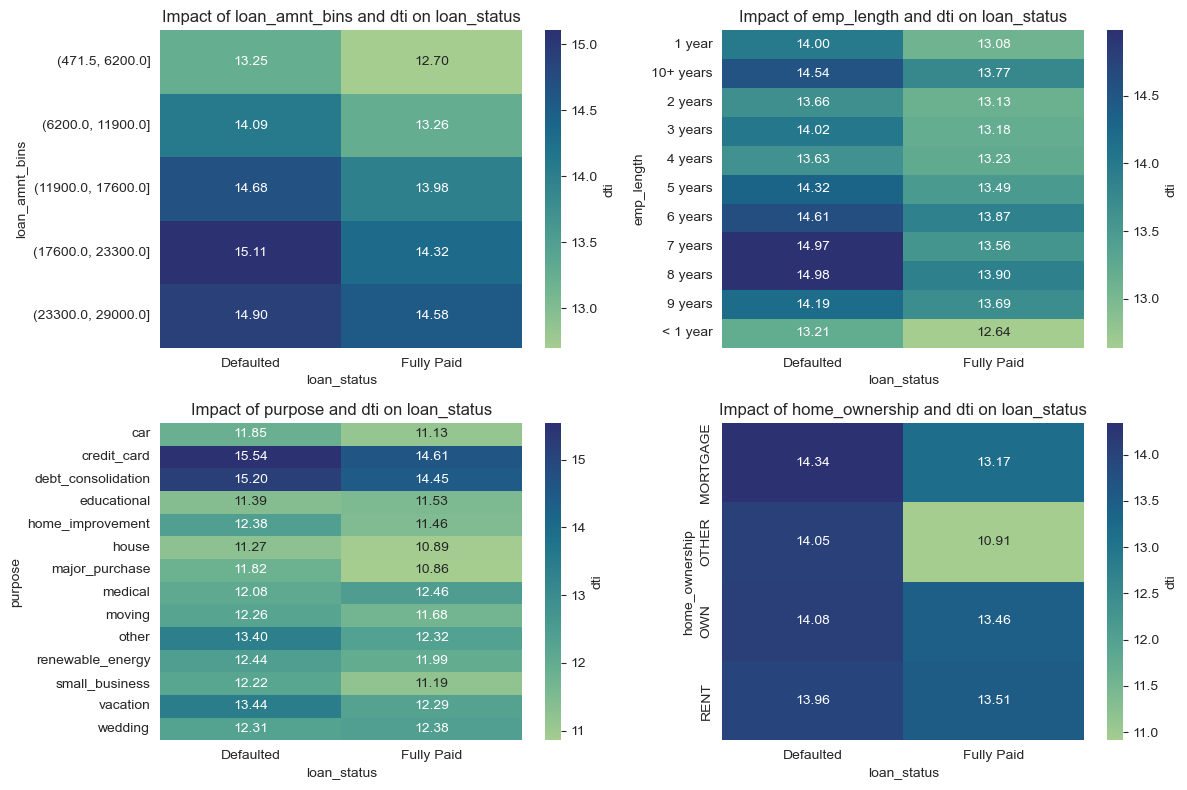 Impact of loan_amnt_bins and dti on loan_status
loan_amnt_bins
(471.5, 6200.0] 13.25 12.70
(6200.0, 11900.0] 14.09 13.26
(11900.0, 17600.0] 14.68 13.98
(17600.0, 23300.0] 15.11 14.32
(23300.0, 29000.0] 14.90 14.58
Defaulted Fully Paid
loan_status
15.0
14.5
14.0
13.5
13.0
dti
Impact of emp_length and dti on loan_status
emp_length
1 year 14.00 13.08
10+ years 14.54 13.77
2 years 13.66 13.13
3 years 14.02 13.18
4 years 13.63 13.23
5 years 14.32 13.49
6 years 14.61 13.87
7 years 14.97 13.56
8 years 14.98 13.90
9 years 14.19 13.69
< 1 year 13.21 12.64
Defaulted Fully Paid
loan_status
14.5
14.0
13.5
13.0
dti
Impact of purpose and dti on loan_status
purpose
car 11.85 11.13
credit_card 15.54 14.61
debt_consolidation 15.20 14.45
educational 11.39 11.53
home_improvement 12.38 11.46
house 11.27 10.89
major_purchase 11.82 10.86
medical 12.08 12.46
moving 12.26 11.68
other 13.40 12.32
renewable_energy 12.44 11.99
small_business 12.22 11.19
vacation 13.44 12.29
wedding 12.31 12.38
Defaulted Fully Paid
loan_status
15
14
13
12
11
dti
Impact of home_ownership and dti on loan_status
home_ownership
MORTGAGE 14.34 13.17
OTHER 14.05 10.91
OWN 14.08 13.46
RENT 13.96 13.51
Defaulted Fully Paid
loan_status
14.0
13.5
13.0
12.5
12.0
11.5
11.0
dti